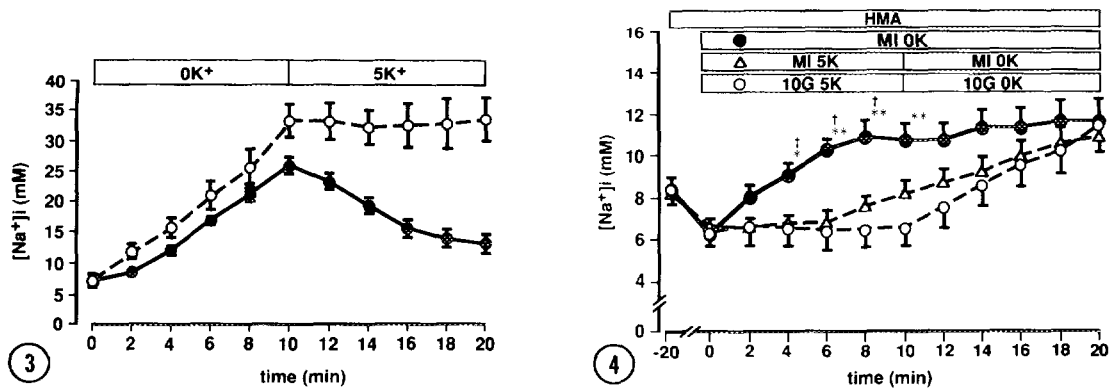 0K+
5K+
[Na+]i (mM)
40
35
30
25
20
15
10
5
0
0 2 4 6 8 10 12 14 16 18 20
time (min)
3
HMA
MI 0K
MI 5K
MI 0K
10G 5K
10G 0K
[Na+]i (mM)
16
14
12
10
8
6
4
0
‡
*
†
**
†
**
**
-20 0 2 4 6 8 10 12 14 16 18 20
time (min)
4